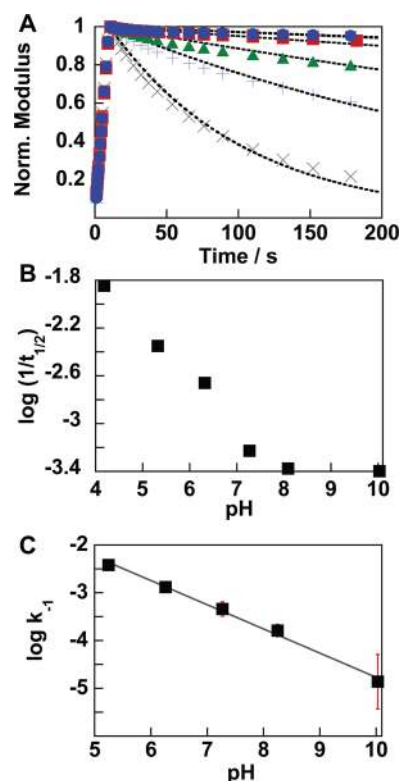 A
Norm. Modulus
1
0.8
0.6
0.4
0.2
0 50 100 150 200
Time / s
B
log (1/t1/2)
-1.8
-2.2
-2.6
-3
-3.4
4 5 6 7 8 9 10
pH
C
log k-1
-2
-3
-4
-5
5 6 7 8 9 10
pH